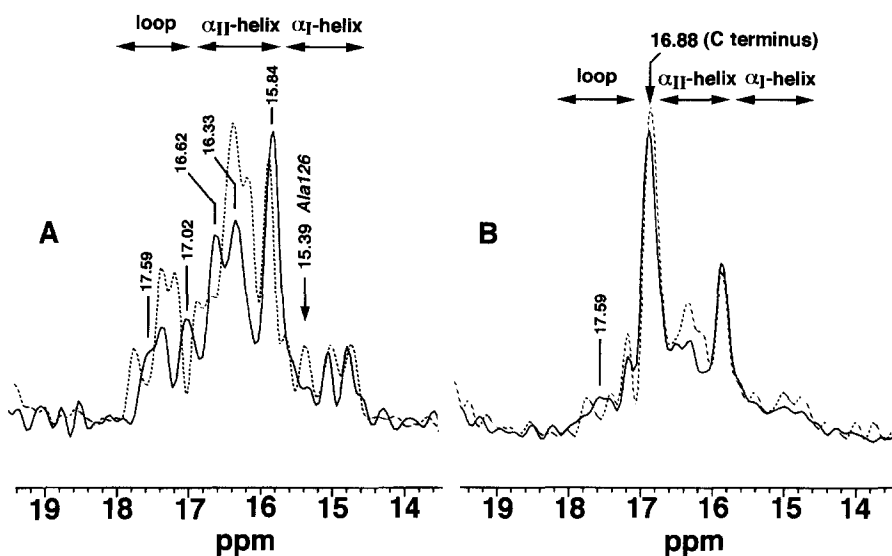 loop αII-helix αI-helix
17.59
17.02
16.62
16.33
15.84
15.39 Ala126
A
19 18 17 16 15 14
ppm
16.88 (C terminus)
loop αII-helix αI-helix
17.59
B
19 18 17 16 15 14
ppm